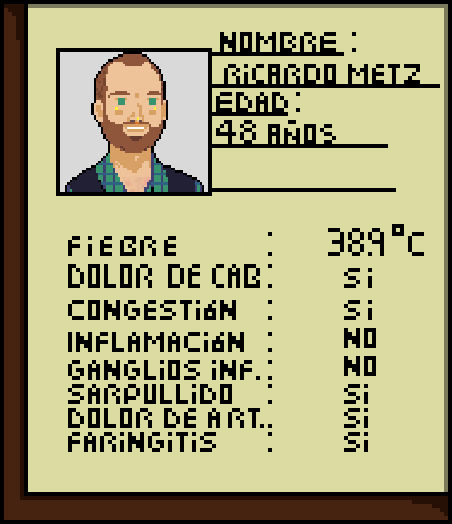 NOMBRE :
RiCARDO METZ
EDAD:
48 AÑOS
FiEBRE : 38.9°C
DOLOR DE CAB. : Si
CONGESTióN : Si
INFLAMACióN : NO
GANGLiOS iNF. : NO
SARPULLiDO : Si
DOLOR DE ART. : Si
FARiNGiTiS : Si